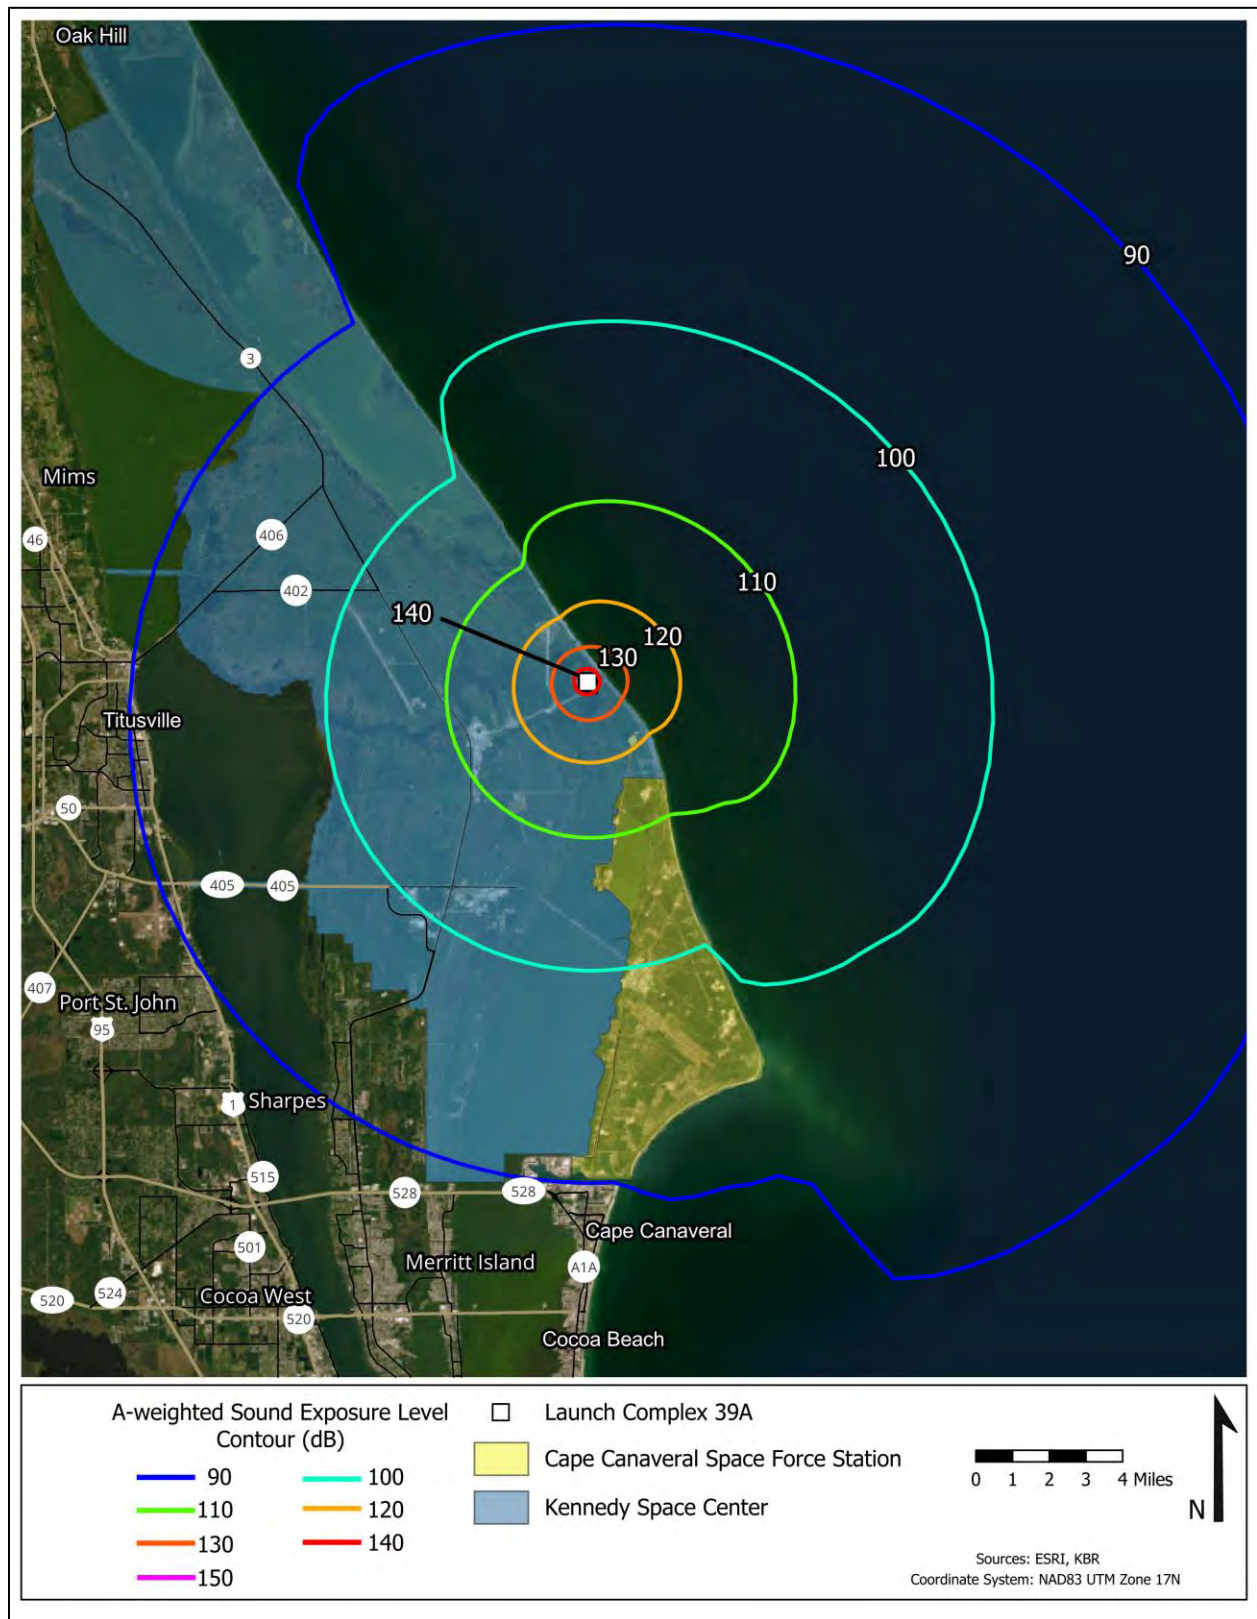 Oak Hill
90
3
100
Mims
46
406
110
402
140
120
130
Titusville
50
405
405
407
Port St. John
95
1
Sharpes
515
528
528
Cape Canaveral
501
Merritt Island
A1A
524
520
Cocoa West
520
Cocoa Beach
A-weighted Sound Exposure Level
Contour (dB)
90
100
110
120
130
140
150
Launch Complex 39A
Cape Canaveral Space Force Station
Kennedy Space Center
0 1 2 3 4 Miles
N
Sources: ESRI, KBR
Coordinate System: NAD83 UTM Zone 17N